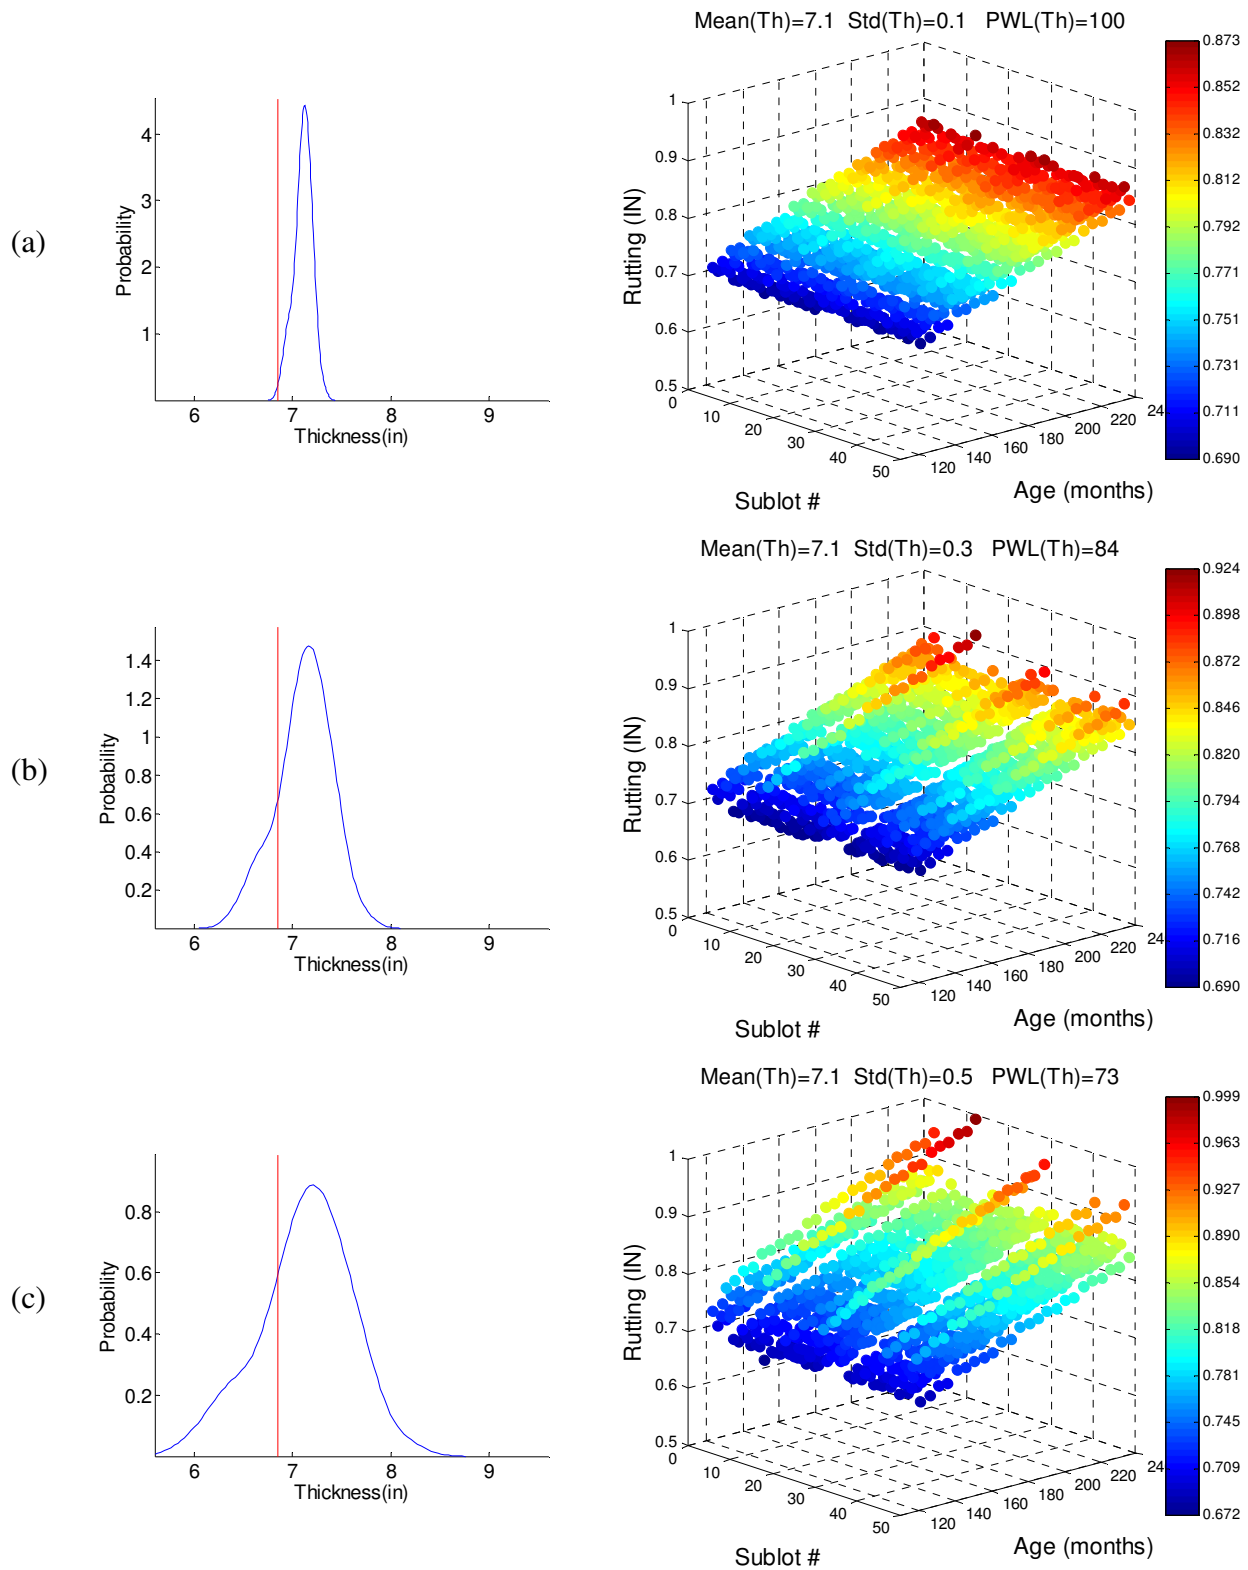 (a)
Probability
4
3
2
1
6 7 8 9
Thickness(in)
Mean(Th)=7.1 Std(Th)=0.1 PWL(Th)=100
Rutting (IN)
1
0.9
0.8
0.7
0.6
0.5
0 10 20 30 40 50
Sublot #
120 140 160 180 200 220 24
Age (months)
0.873
0.852
0.832
0.812
0.792
0.771
0.751
0.731
0.711
0.690
(b)
Probability
1.4
1.2
1
0.8
0.6
0.4
0.2
6 7 8 9
Thickness(in)
Mean(Th)=7.1 Std(Th)=0.3 PWL(Th)=84
Rutting (IN)
1
0.9
0.8
0.7
0.6
0.5
0 10 20 30 40 50
Sublot #
120 140 160 180 200 220 24
Age (months)
0.924
0.898
0.872
0.846
0.820
0.794
0.768
0.742
0.716
0.690
(c)
Probability
0.8
0.6
0.4
0.2
6 7 8 9
Thickness(in)
Mean(Th)=7.1 Std(Th)=0.5 PWL(Th)=73
Rutting (IN)
1
0.9
0.8
0.7
0.6
0.5
0 10 20 30 40 50
Sublot #
120 140 160 180 200 220 24
Age (months)
0.999
0.963
0.927
0.890
0.854
0.818
0.781
0.745
0.709
0.672